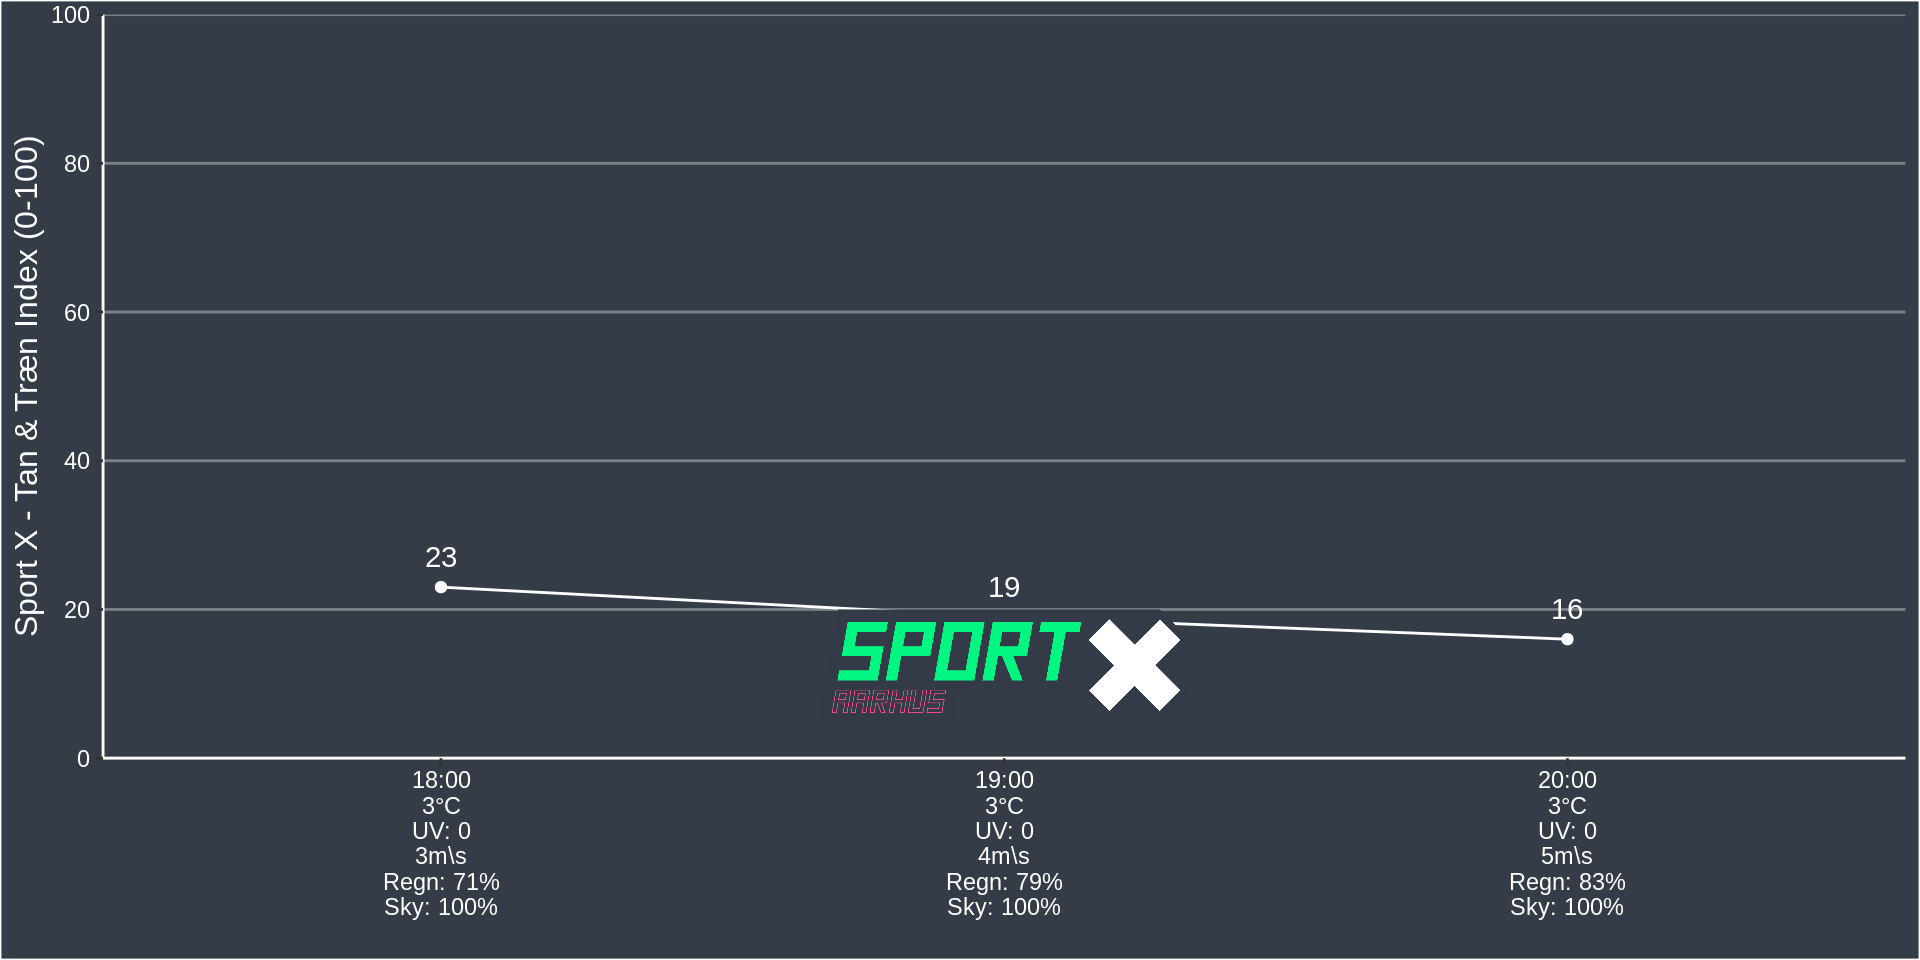 Sport X - Tan & Træn Index (0-100)
100
80
60
40
20
0
23
19
16
SPORT X
AARHUS
18:00
3°C
UV: 0
3m\s
Regn: 71%
Sky: 100%
19:00
3°C
UV: 0
4m\s
Regn: 79%
Sky: 100%
20:00
3°C
UV: 0
5m\s
Regn: 83%
Sky: 100%